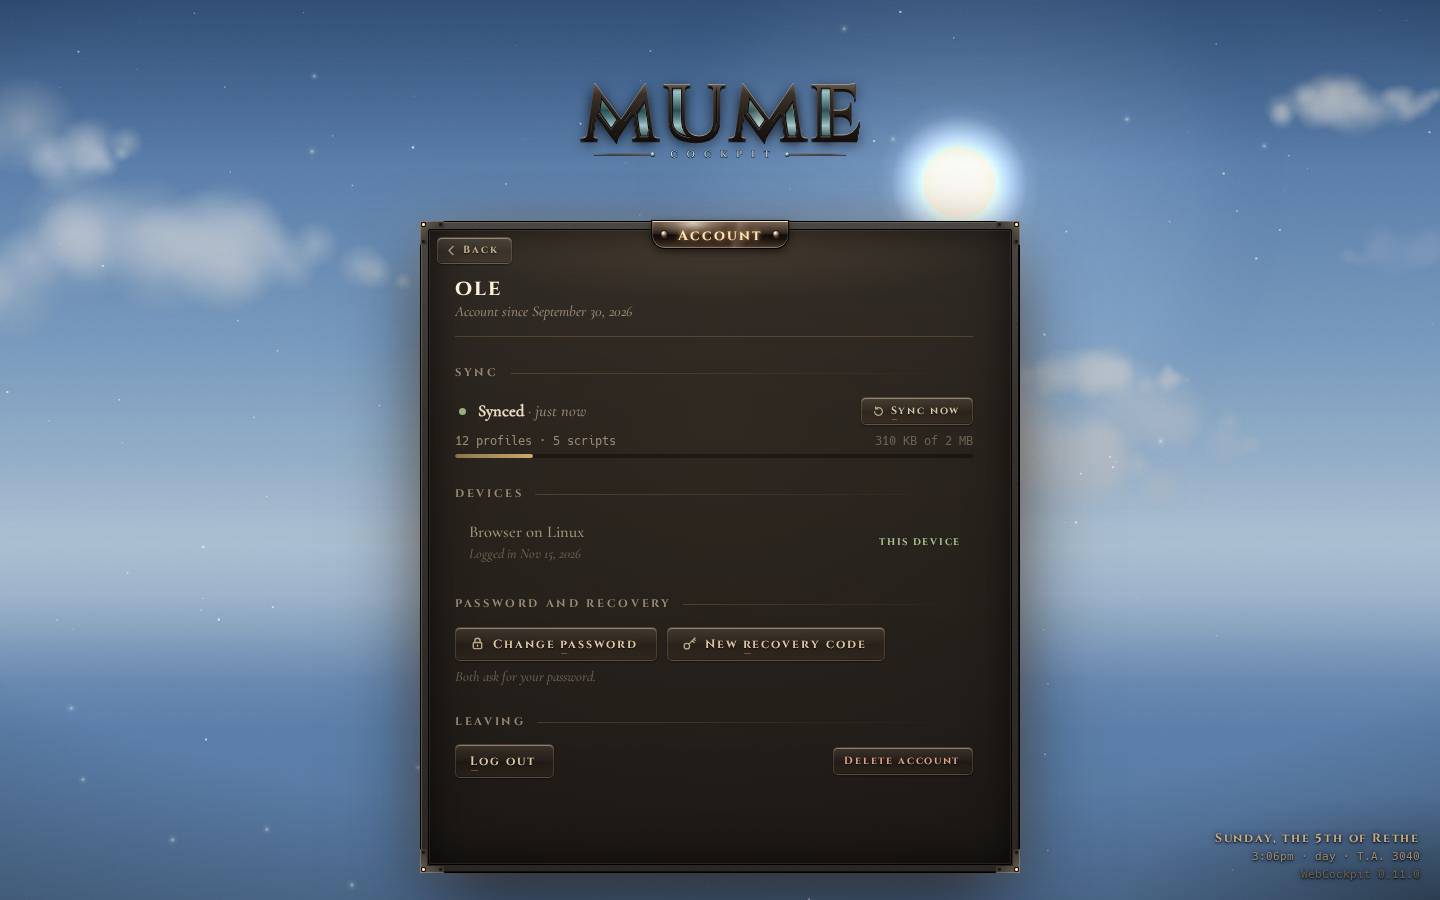 MUME
COCKPIT
Account
Back
OLE
Account since September 30, 2026
SYNC
Synced · just now
Sync now
12 profiles · 5 scripts
310 KB of 2 MB
DEVICES
Browser on Linux
Logged in Nov 15, 2026
THIS DEVICE
PASSWORD AND RECOVERY
Change password
New recovery code
Both ask for your password.
LEAVING
Log out
Delete account
Sunday, the 5th of Rethe
3:06pm · day · T.A. 3040
WebCockpit 0.11.0